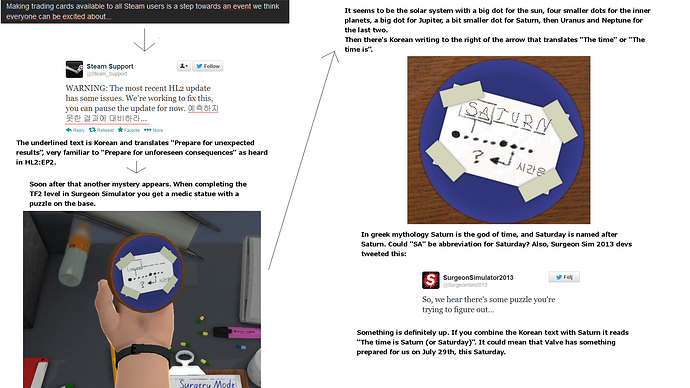 Making trading cards available to all Steam users is a step towards an event we think
everyone can be excited about...
Steam Support
@Steam_Support
Follow
WARNING: The most recent HL2 update
has some issues. We're working to fix this,
you can pause the update for now. 예측하지
못한 결과에 대비하라...
Reply Retweet Favorite More
The underlined text is Korean and translates "Prepare for unexpected
results", very familiar to "Prepare for unforeseen consequences" as heard
in HL2:EP2.
Soon after that another mystery appears. When completing the
TF2 level in Surgeon Simulator you get a medic statue with a
puzzle on the base.
?
Surgery Mode
It seems to be the solar system with a big dot for the sun, four smaller dots for the inner
planets, a big dot for Jupiter, a bit smaller dot for Saturn, then Uranus and Neptune for
the last two.
Then there's Korean writing to the right of the arrow that translates "The time" or "The
time is".
SATURN
?
시간은
In greek mythology Saturn is the god of time, and Saturday is named after
Saturn. Could "SA" be abbreviation for Saturday? Also, Surgeon Sim 2013 devs
tweeted this:
SurgeonSimulator2013
@SurgeonSim2013
Folj
So, we hear there's some puzzle you're
trying to figure out...
Something is definitely up. If you combine the Korean text with Saturn it reads
"The time is Saturn (or Saturday)". It could mean that Valve has something
prepared for us on July 29th, this Saturday.